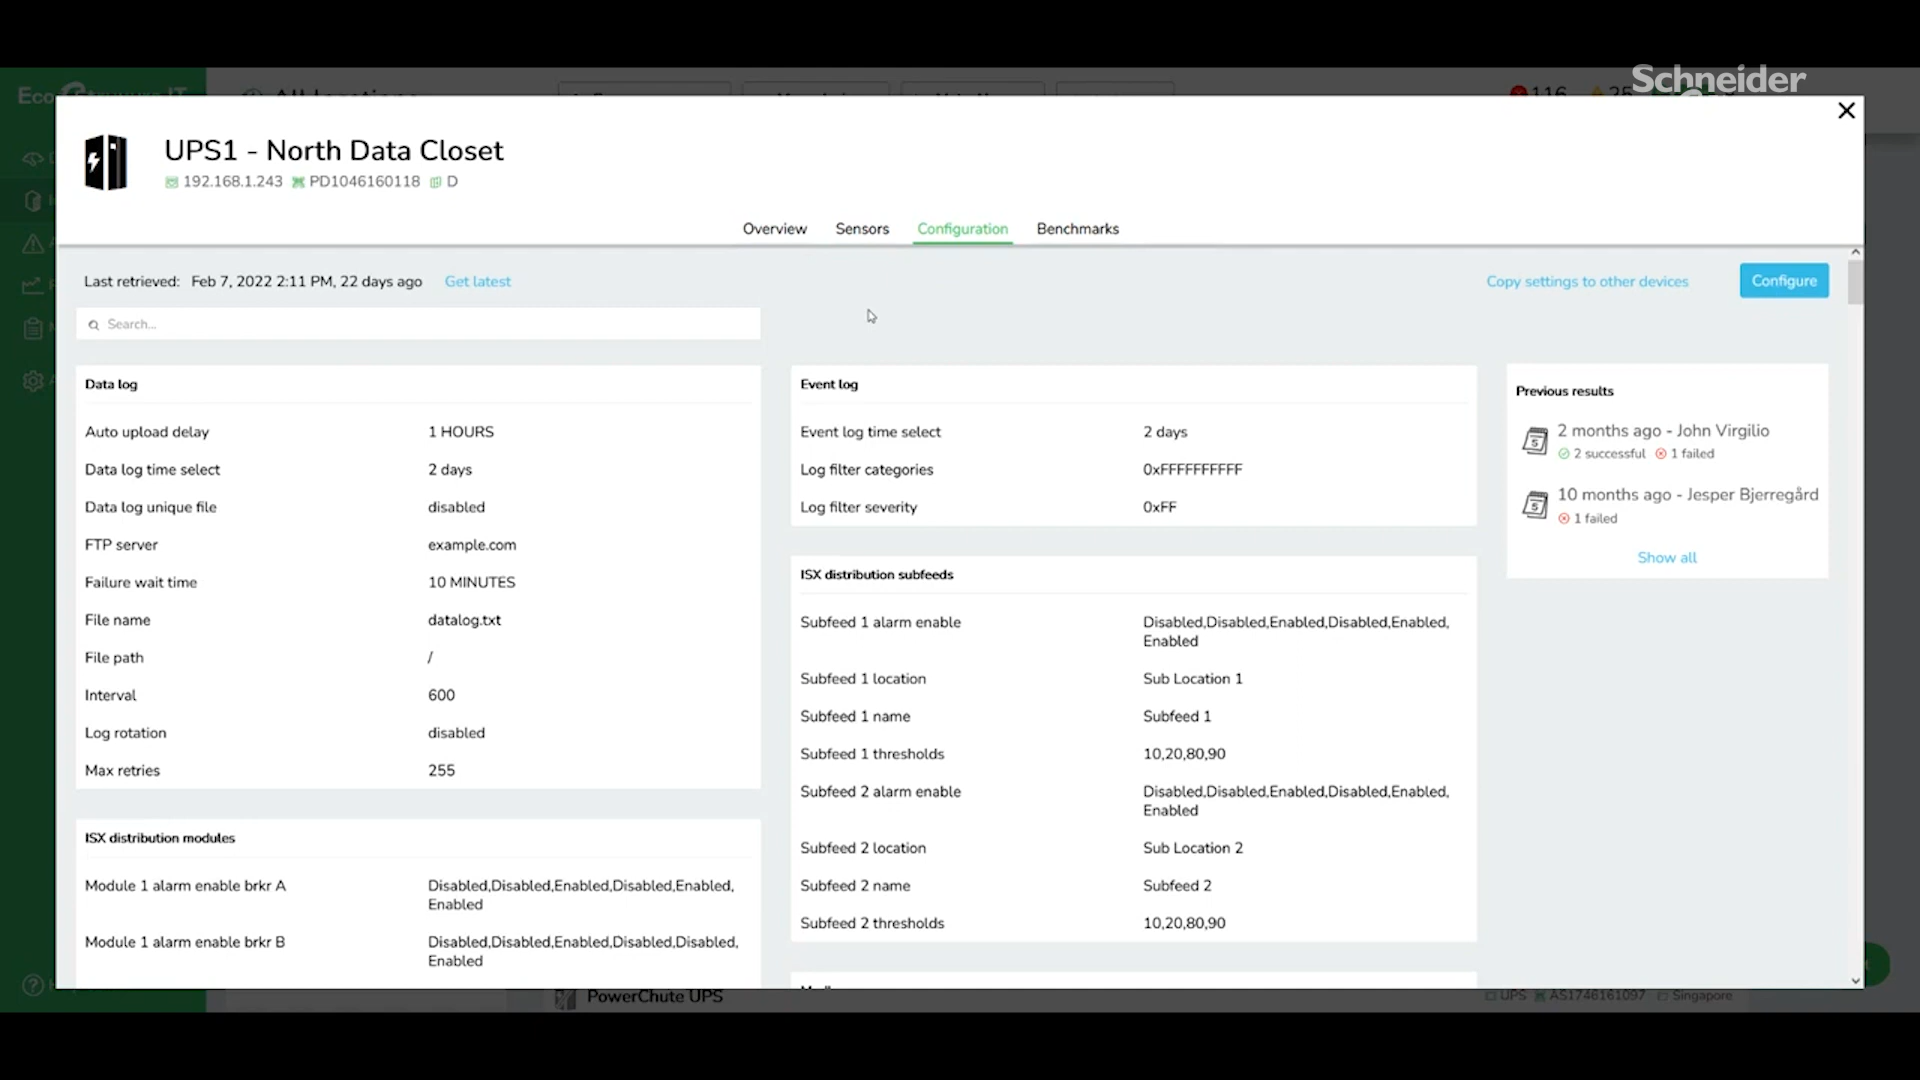 Schneider
116
25
UPS1 - North Data Closet
192.168.1.243 PD1046160118 D
Overview Sensors Configuration Benchmarks
Last retrieved: Feb 7, 2022 2:11 PM, 22 days ago Get latest
Copy settings to other devices Configure
Search...
Data log
Auto upload delay 1 HOURS
Data log time select 2 days
Data log unique file disabled
FTP server example.com
Failure wait time 10 MINUTES
File name datalog.txt
File path /
Interval 600
Log rotation disabled
Max retries 255
ISX distribution modules
Module 1 alarm enable brkr A Disabled,Disabled,Enabled,Disabled,Enabled,
Enabled
Module 1 alarm enable brkr B Disabled,Disabled,Enabled,Disabled,Disabled,
Enabled
Event log
Event log time select 2 days
Log filter categories 0xFFFFFFFFFF
Log filter severity 0xFF
ISX distribution subfeeds
Subfeed 1 alarm enable Disabled,Disabled,Enabled,Disabled,Enabled,
Enabled
Subfeed 1 location Sub Location 1
Subfeed 1 name Subfeed 1
Subfeed 1 thresholds 10,20,80,90
Subfeed 2 alarm enable Disabled,Disabled,Enabled,Disabled,Enabled,
Enabled
Subfeed 2 location Sub Location 2
Subfeed 2 name Subfeed 2
Subfeed 2 thresholds 10,20,80,90
Previous results
2 months ago - John Virgilio
2 successful 1 failed
10 months ago - Jesper Bjerregård
1 failed
Show all
PowerChute UPS
UPS AS1746161097 Singapore